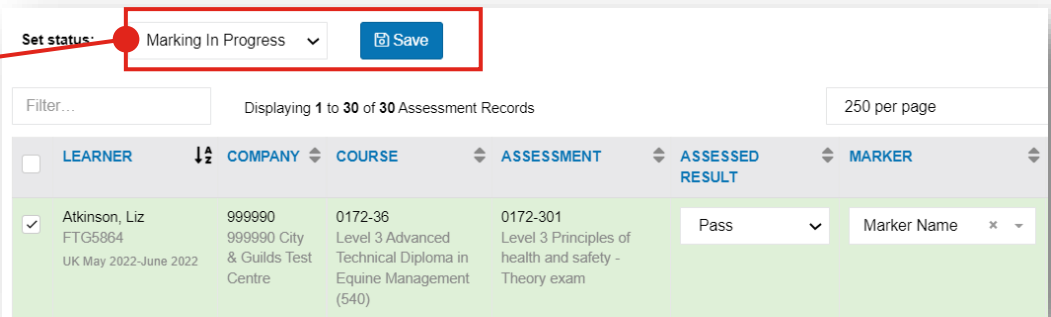 Set status: Marking In Progress Save
Filter... Displaying 1 to 30 of 30 Assessment Records 250 per page
LEARNER COMPANY COURSE ASSESSMENT ASSESSED RESULT MARKER
Atkinson, Liz
FTG5864
UK May 2022-June 2022
999990
999990 City
& Guilds Test
Centre
0172-36
Level 3 Advanced
Technical Diploma in
Equine Management
(540)
0172-301
Level 3 Principles of
health and safety -
Theory exam
Pass
Marker Name